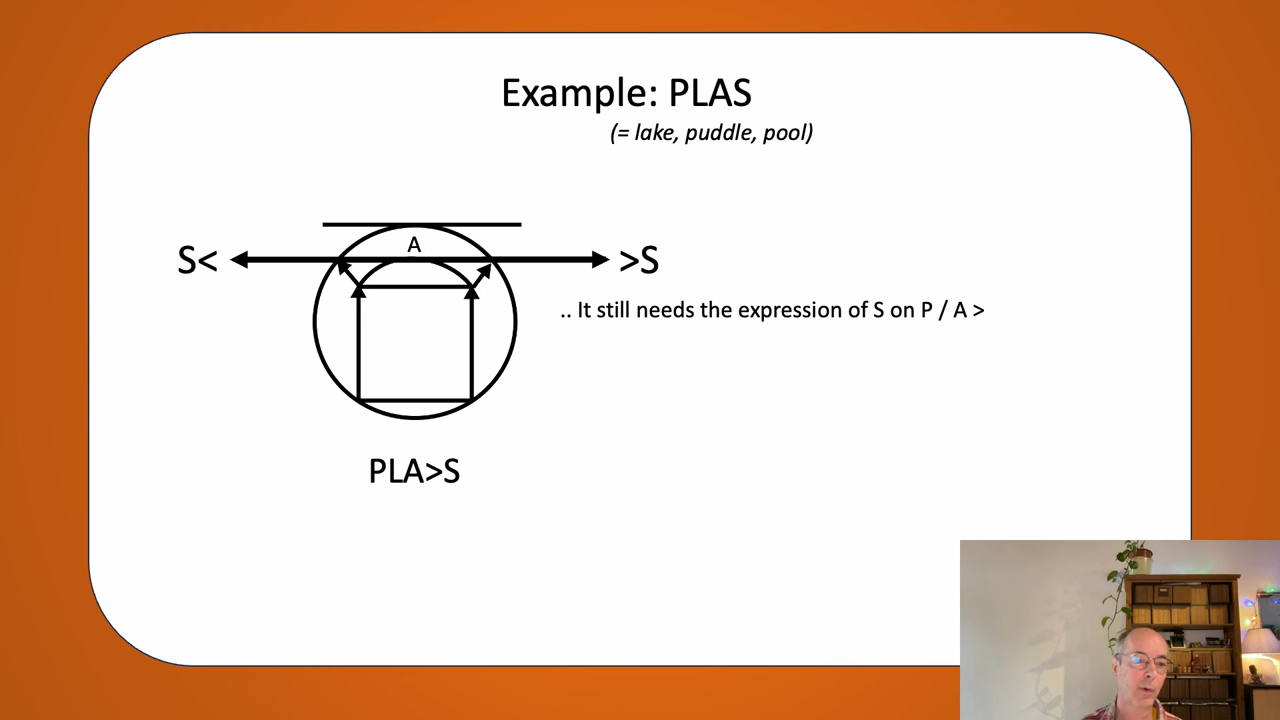 Example: PLAS
(= lake, puddle, pool)
A
S<
>S
.. It still needs the expression of S on P / A >
PLA>S